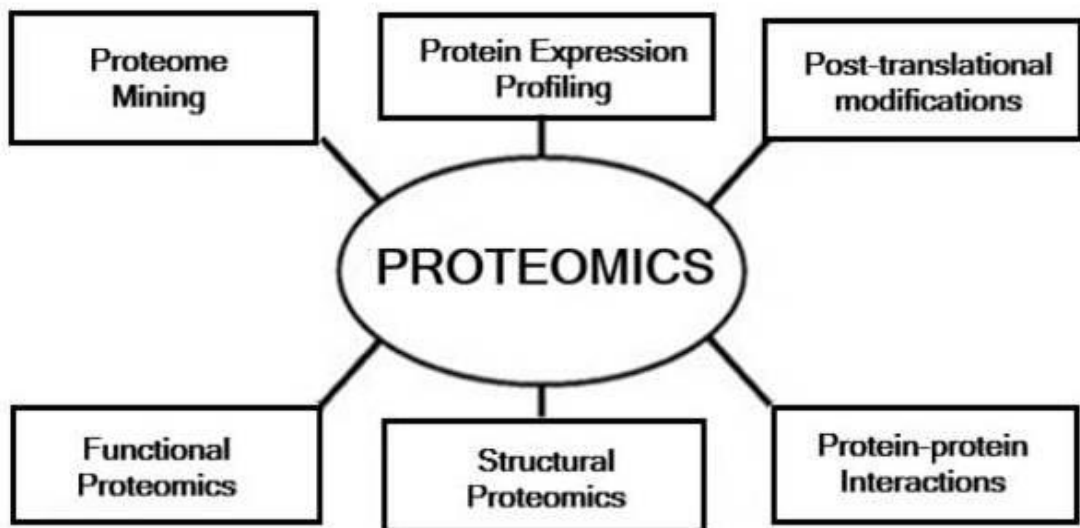 Proteome
Mining
Protein Expression
Profiling
Post-translational
modifications
PROTEOMICS
Functional
Proteomics
Structural
Proteomics
Protein-protein
Interactions